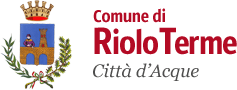 Comune di
Riolo Terme
Città d'Acque